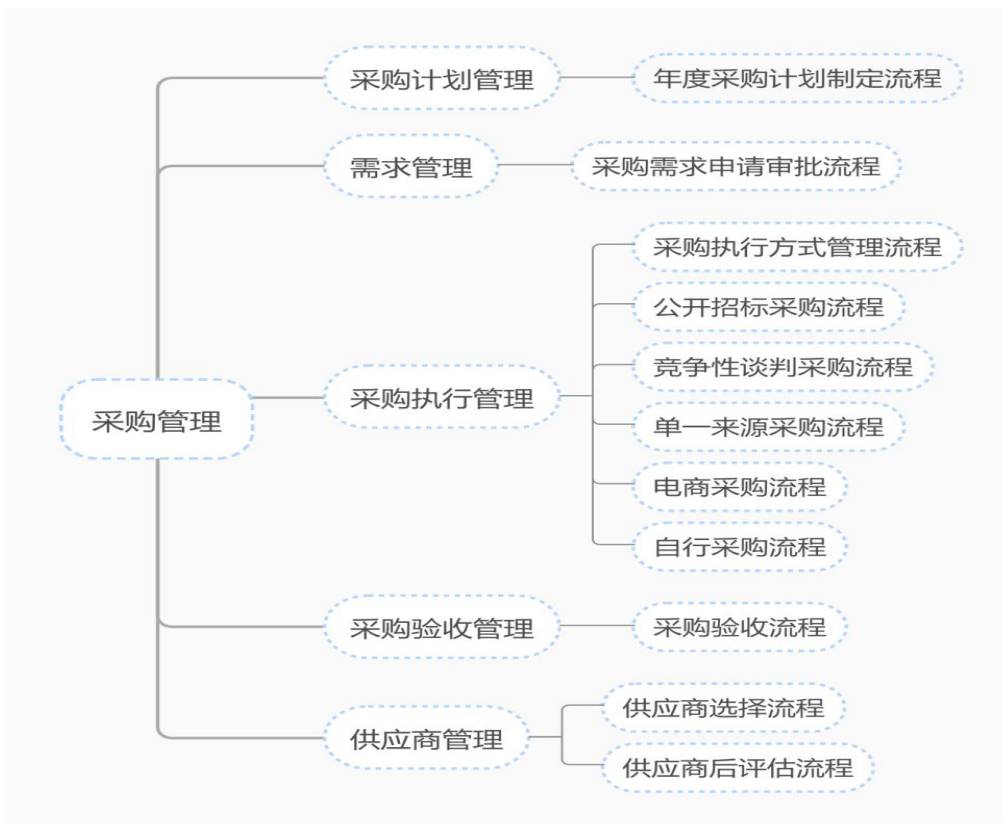 采购管理
采购计划管理
年度采购计划制定流程
需求管理
采购需求申请审批流程
采购执行管理
采购执行方式管理流程
公开招标采购流程
竞争性谈判采购流程
单一来源采购流程
电商采购流程
自行采购流程
采购验收管理
采购验收流程
供应商管理
供应商选择流程
供应商后评估流程